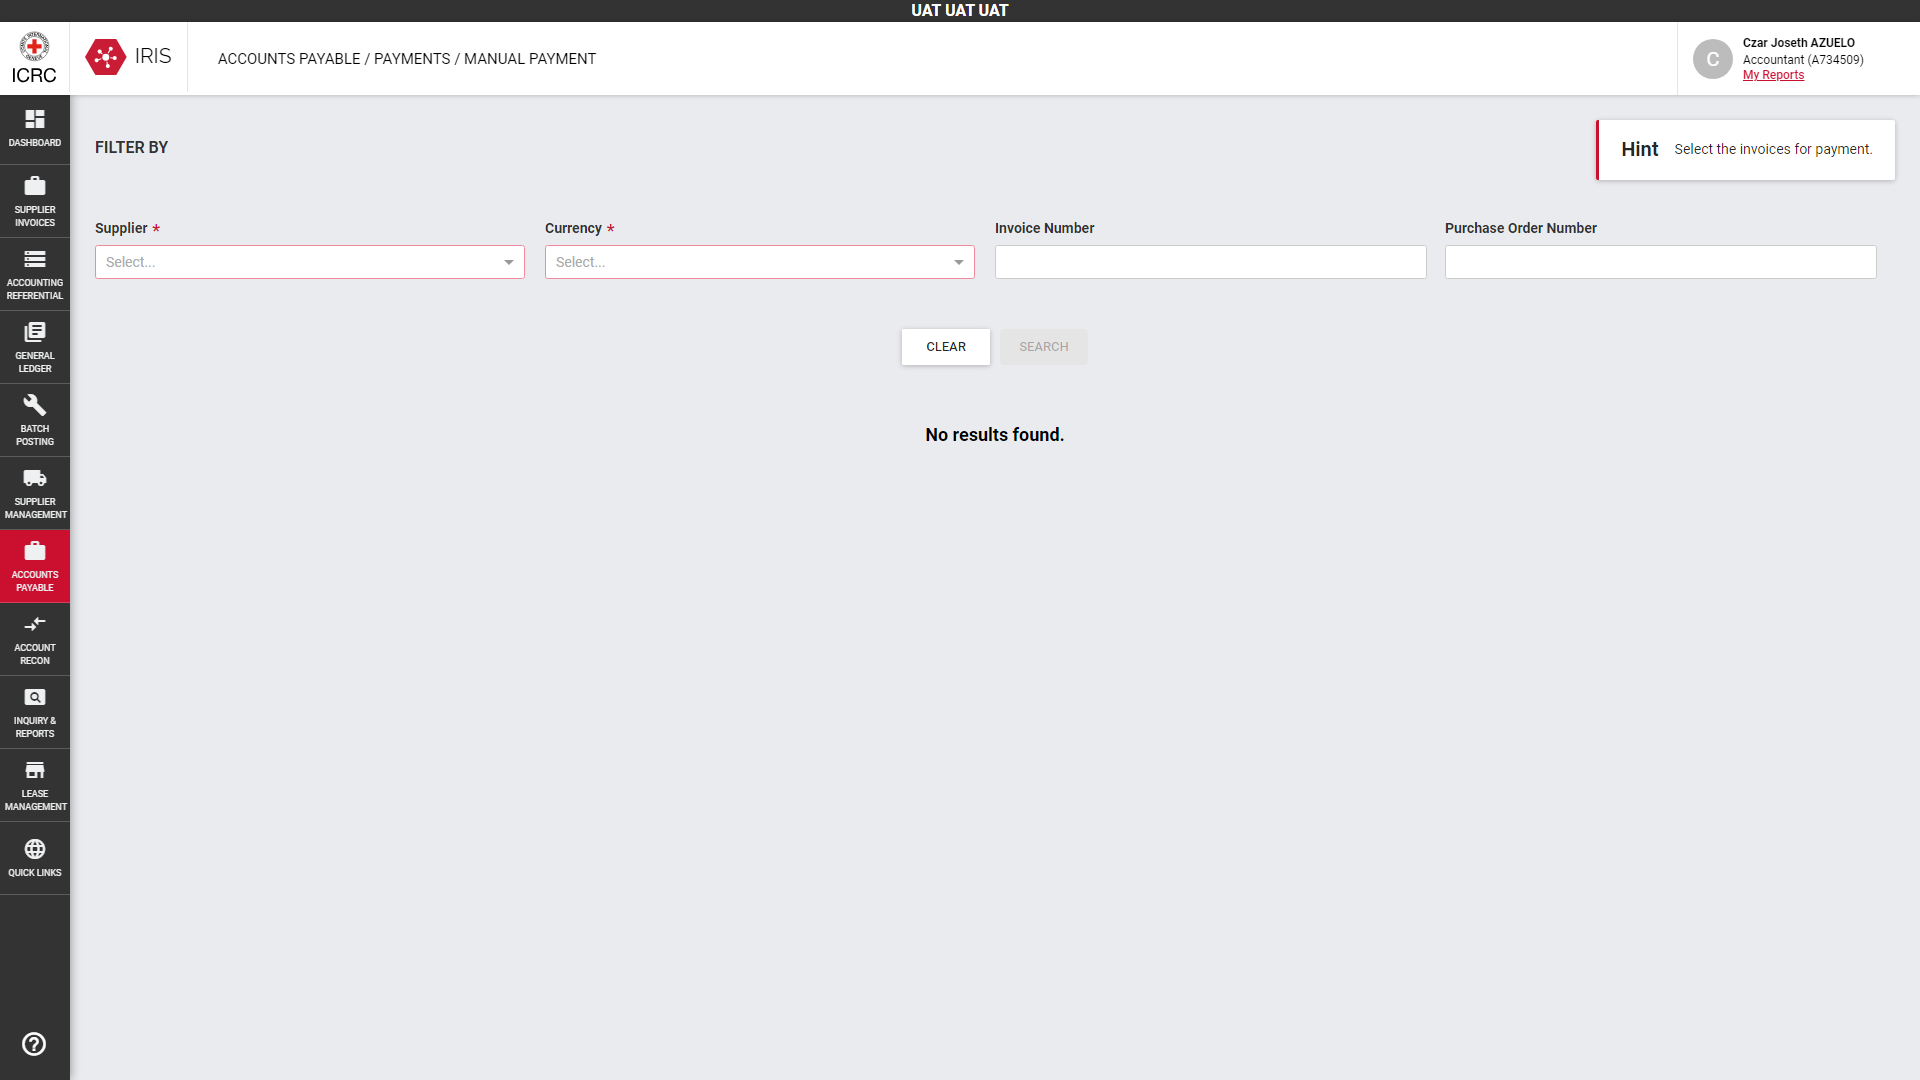 UAT UAT UAT
ICRC
IRIS
ACCOUNTS PAYABLE / PAYMENTS / MANUAL PAYMENT
C
Czar Joseth AZUELO
Accountant (A734509)
My Reports
DASHBOARD
SUPPLIER
INVOICES
ACCOUNTING
REFERENTIAL
GENERAL
LEDGER
BATCH
POSTING
SUPPLIER
MANAGEMENT
ACCOUNTS
PAYABLE
ACCOUNT
RECON
INQUIRY &
REPORTS
LEASE
MANAGEMENT
QUICK LINKS
FILTER BY
Hint Select the invoices for payment.
Supplier *
Select...
Currency *
Select...
Invoice Number
Purchase Order Number
CLEAR
SEARCH
No results found.